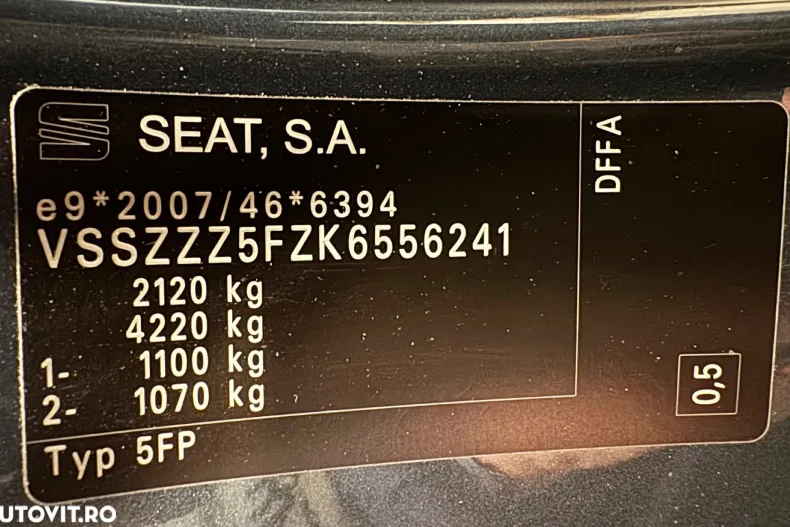 SEAT, S.A.
e9*2007/46*6394
VSSZZZ5FZK6556241
2120 kg
4220 kg
1- 1100 kg
2- 1070 kg
Typ 5FP
DFFA
0,5
UTOVIT.RO